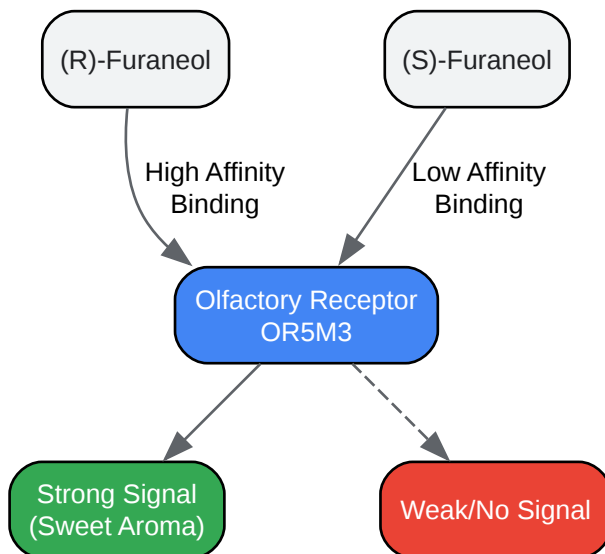 (R)-Furaneol
(S)-Furaneol
High Affinity
Binding
Low Affinity
Binding
Olfactory Receptor
OR5M3
Strong Signal
(Sweet Aroma)
Weak/No Signal